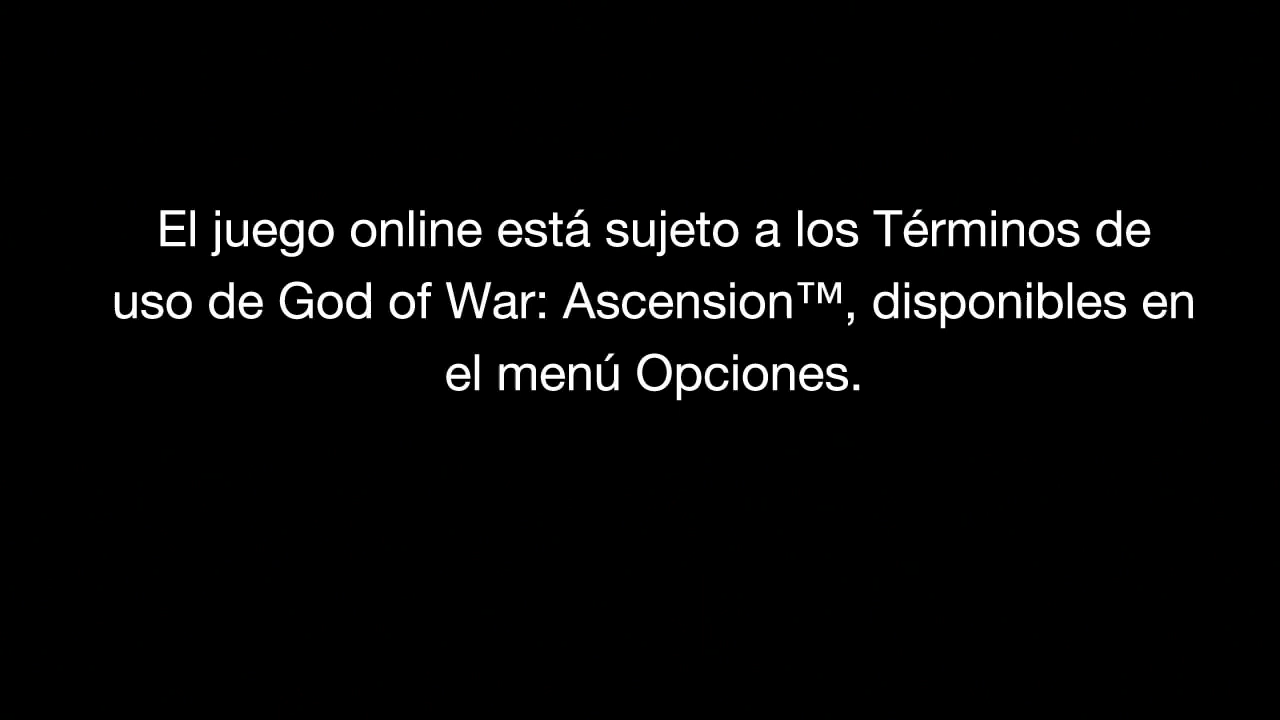 El juego online está sujeto a los Términos de
uso de God of War: Ascension™, disponibles en
el menú Opciones.